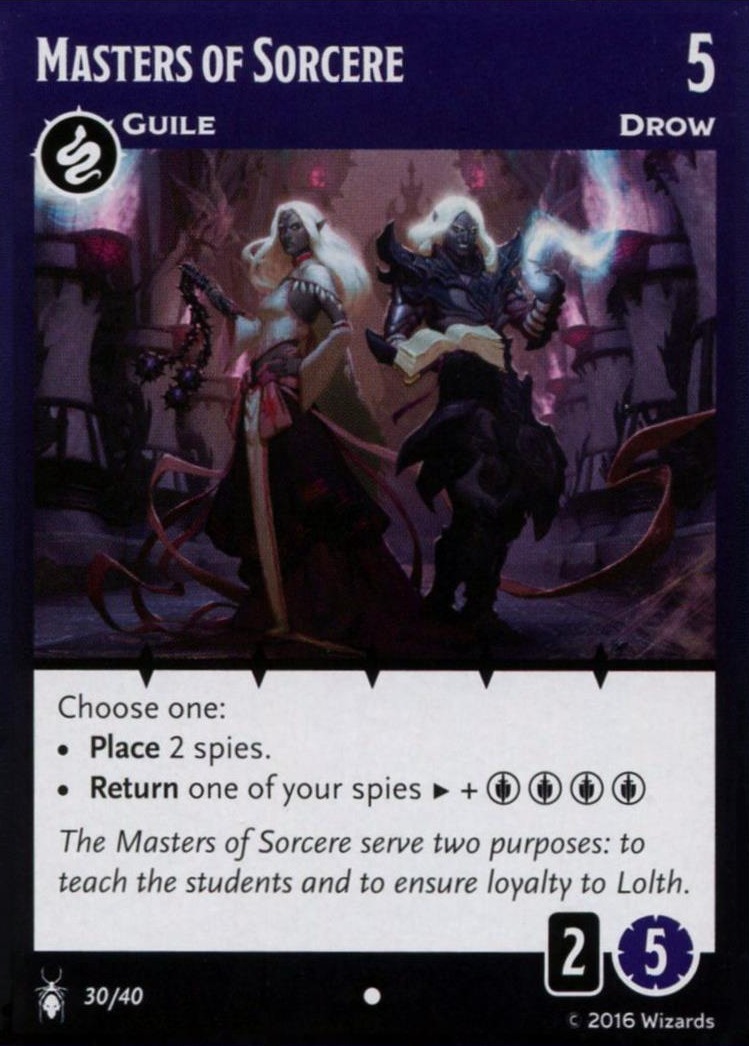 MASTERS OF SORCERE 5
GUILE DROW
Choose one:
• Place 2 spies.
• Return one of your spies ▸ +
The Masters of Sorcere serve two purposes: to
teach the students and to ensure loyalty to Lolth.
2 5
30/40
© 2016 Wizards